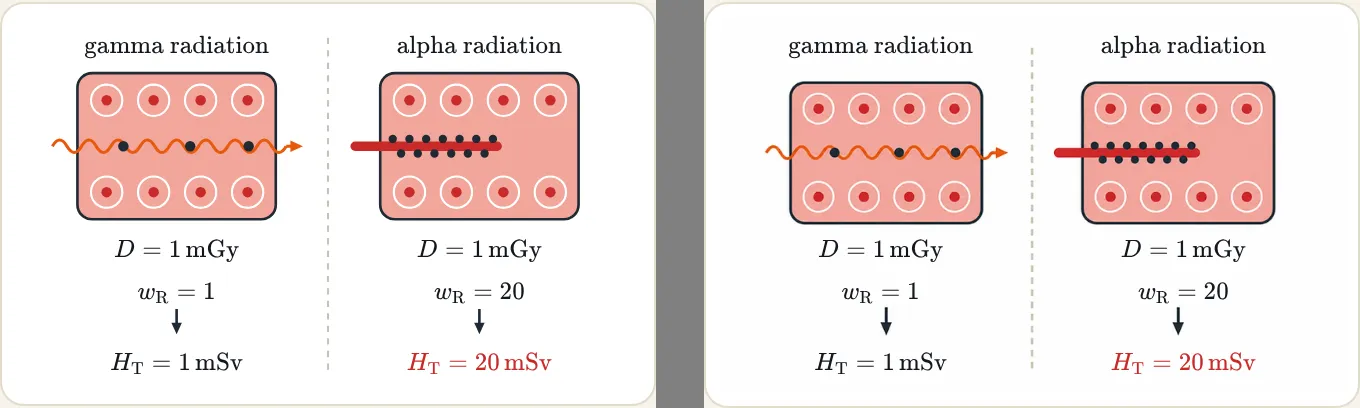 gamma radiation
alpha radiation
D = 1 mGy
D = 1 mGy
w_R = 1
w_R = 20
H_T = 1 mSv
H_T = 20 mSv
gamma radiation
alpha radiation
D = 1 mGy
D = 1 mGy
w_R = 1
w_R = 20
H_T = 1 mSv
H_T = 20 mSv